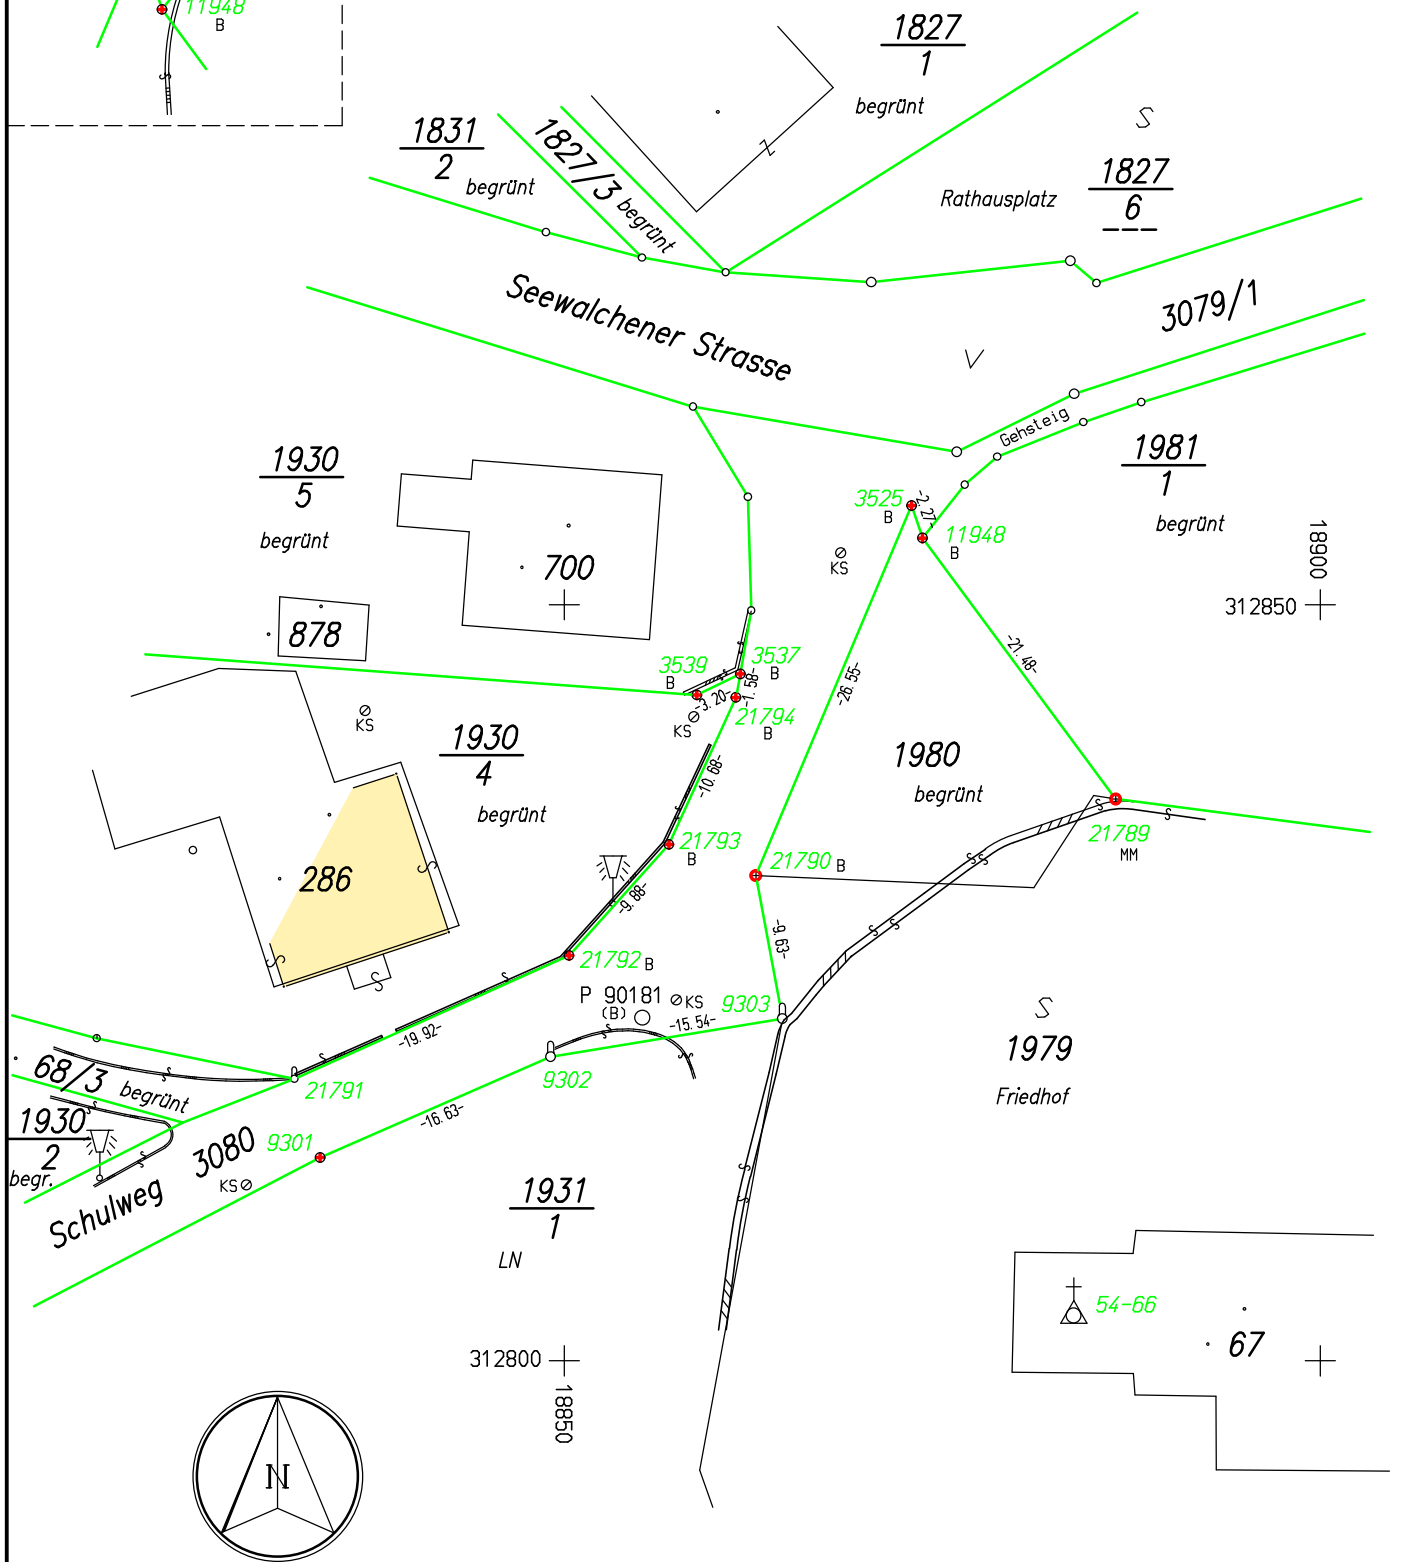 11948
B
1827
1
begrünt
1831
2
begrünt
1827/3 begrünt
S
Rathausplatz
1827
6
Seewalchener Strasse
3079/1
V
Gehsteig
1930
5
begrünt
1981
1
begrünt
3525
B
-2.27-
11948
B
KS
700
18900
312850
878
-21.48-
3539
B
3537
B
-3.20-
-1.58-
-26.55-
KS
KS
21794
B
1930
4
begrünt
-10.68-
1980
begrünt
21793
B
21789
MM
21790 B
286
-9.88-
-9.63-
21792 B
P 90181
(B)
KS
9303
-15.54-
S
1979
Friedhof
-19.92-
9302
21791
68/3 begrünt
1930
2
begr.
-16.63-
9301
3080
KS
Schulweg
1931
1
LN
54-66
67
312800
18850
N